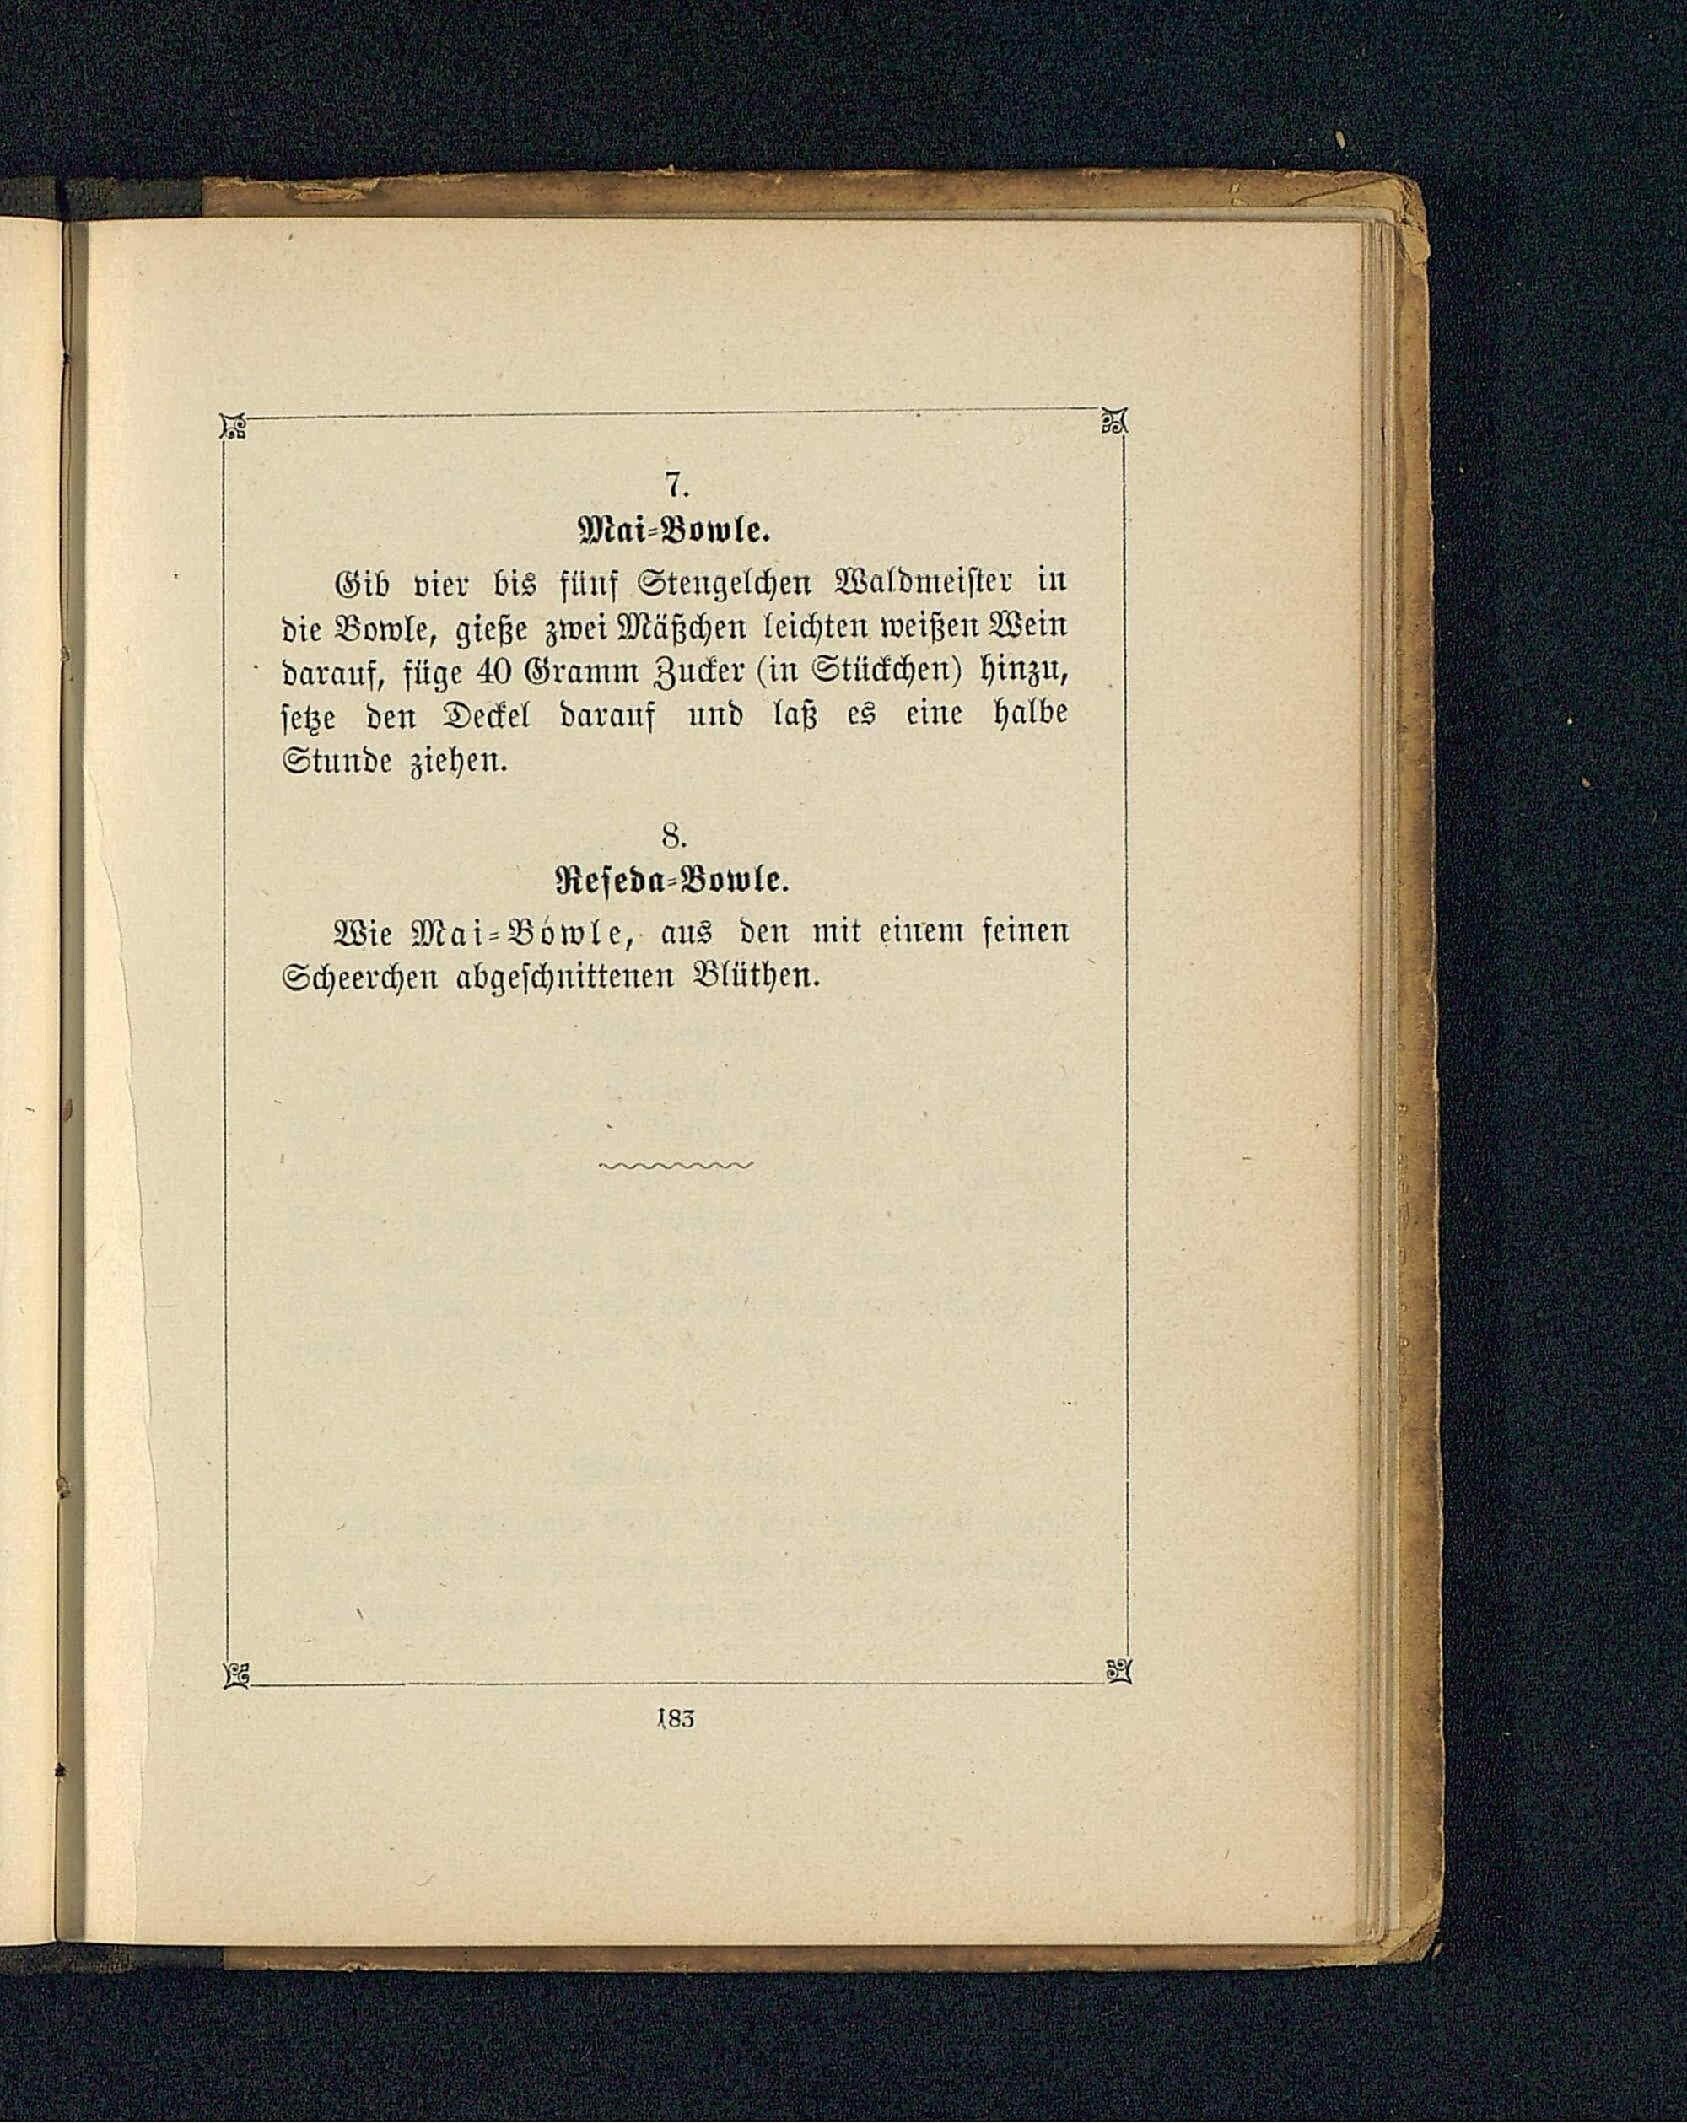 7.
Mai-Bowle.
Gib vier bis fünf Stengelchen Waldmeister in
die Bowle, gieße zwei Mäßchen leichten weißen Wein
darauf, füge 40 Gramm Zucker (in Stückchen) hinzu,
setze den Deckel darauf und laß es eine halbe
Stunde ziehen.
8.
Reseda-Bowle.
Wie Mai-Bowle, aus den mit einem feinen
Scheerchen abgeschnittenen Blüthen.
183